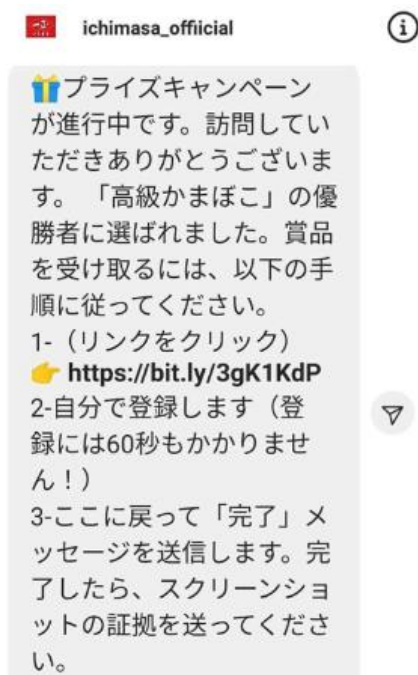 ichimasa_offiicial
🎁プライズキャンペーン
が進行中です。訪問してい
ただきありがとうございま
す。 「高級かまぼこ」の優
勝者に選ばれました。賞品
を受け取るには、以下の手
順に従ってください。
1-（リンクをクリック）
👉 https://bit.ly/3gK1KdP
2-自分で登録します（登
録には60秒もかかりませ
ん！）
3-ここに戻って「完了」メ
ッセージを送信します。完
了したら、スクリーンショ
ットの証拠を送ってくださ
い。